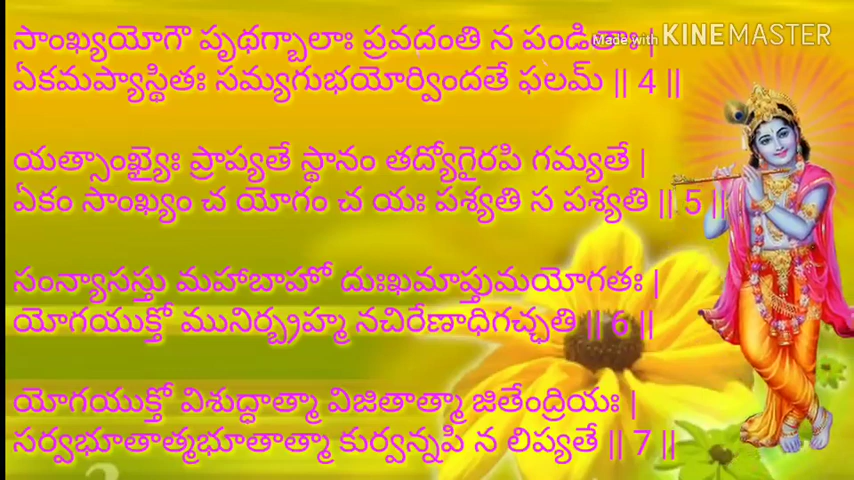 సాంఖ్యయోగౌ పృథగ్బాలాః ప్రవదంతి న పండితాః |
Made with KINEMASTER
ఏకమప్యాస్థితః సమ్యగుభయోర్విందతే ఫలమ్ || 4 ||
యత్సాంఖ్యైః ప్రాప్యతే స్థానం తద్యోగైరపి గమ్యతే |
ఏకం సాంఖ్యం చ యోగం చ యః పశ్యతి స పశ్యతి || 5 ||
సంన్యాసస్తు మహాబాహో దుఃఖమాప్తుమయోగతః |
యోగయుక్తో మునిర్బ్రహ్మ నచిరేణాధిగచ్ఛతి || 6 ||
యోగయుక్తో విశుద్ధాత్మా విజితాత్మా జితేంద్రియః |
సర్వభూతాత్మభూతాత్మా కుర్వన్నపి న లిప్యతే || 7 ||